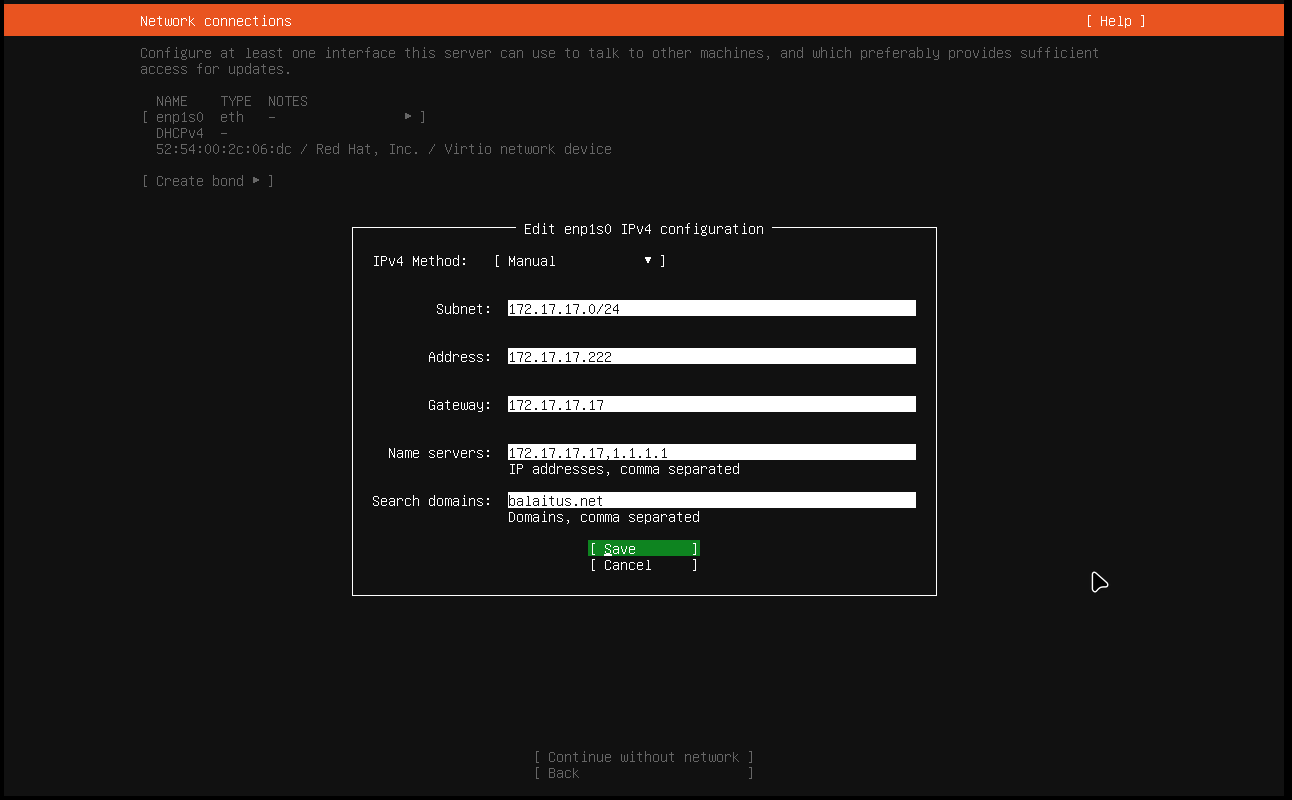 Network connections [ Help ]
Configure at least one interface this server can use to talk to other machines, and which preferably provides sufficient
access for updates.
NAME TYPE NOTES
[ enp1s0 eth - ▸ ]
DHCPv4 -
52:54:00:2c:06:dc / Red Hat, Inc. / Virtio network device
[ Create bond ▸ ]
Edit enp1s0 IPv4 configuration
IPv4 Method: [ Manual ▾ ]
Subnet: 172.17.17.0/24
Address: 172.17.17.222
Gateway: 172.17.17.17
Name servers: 172.17.17.17,1.1.1.1
IP addresses, comma separated
Search domains: balaitus.net
Domains, comma separated
[ Save ]
[ Cancel ]
[ Continue without network ]
[ Back ]